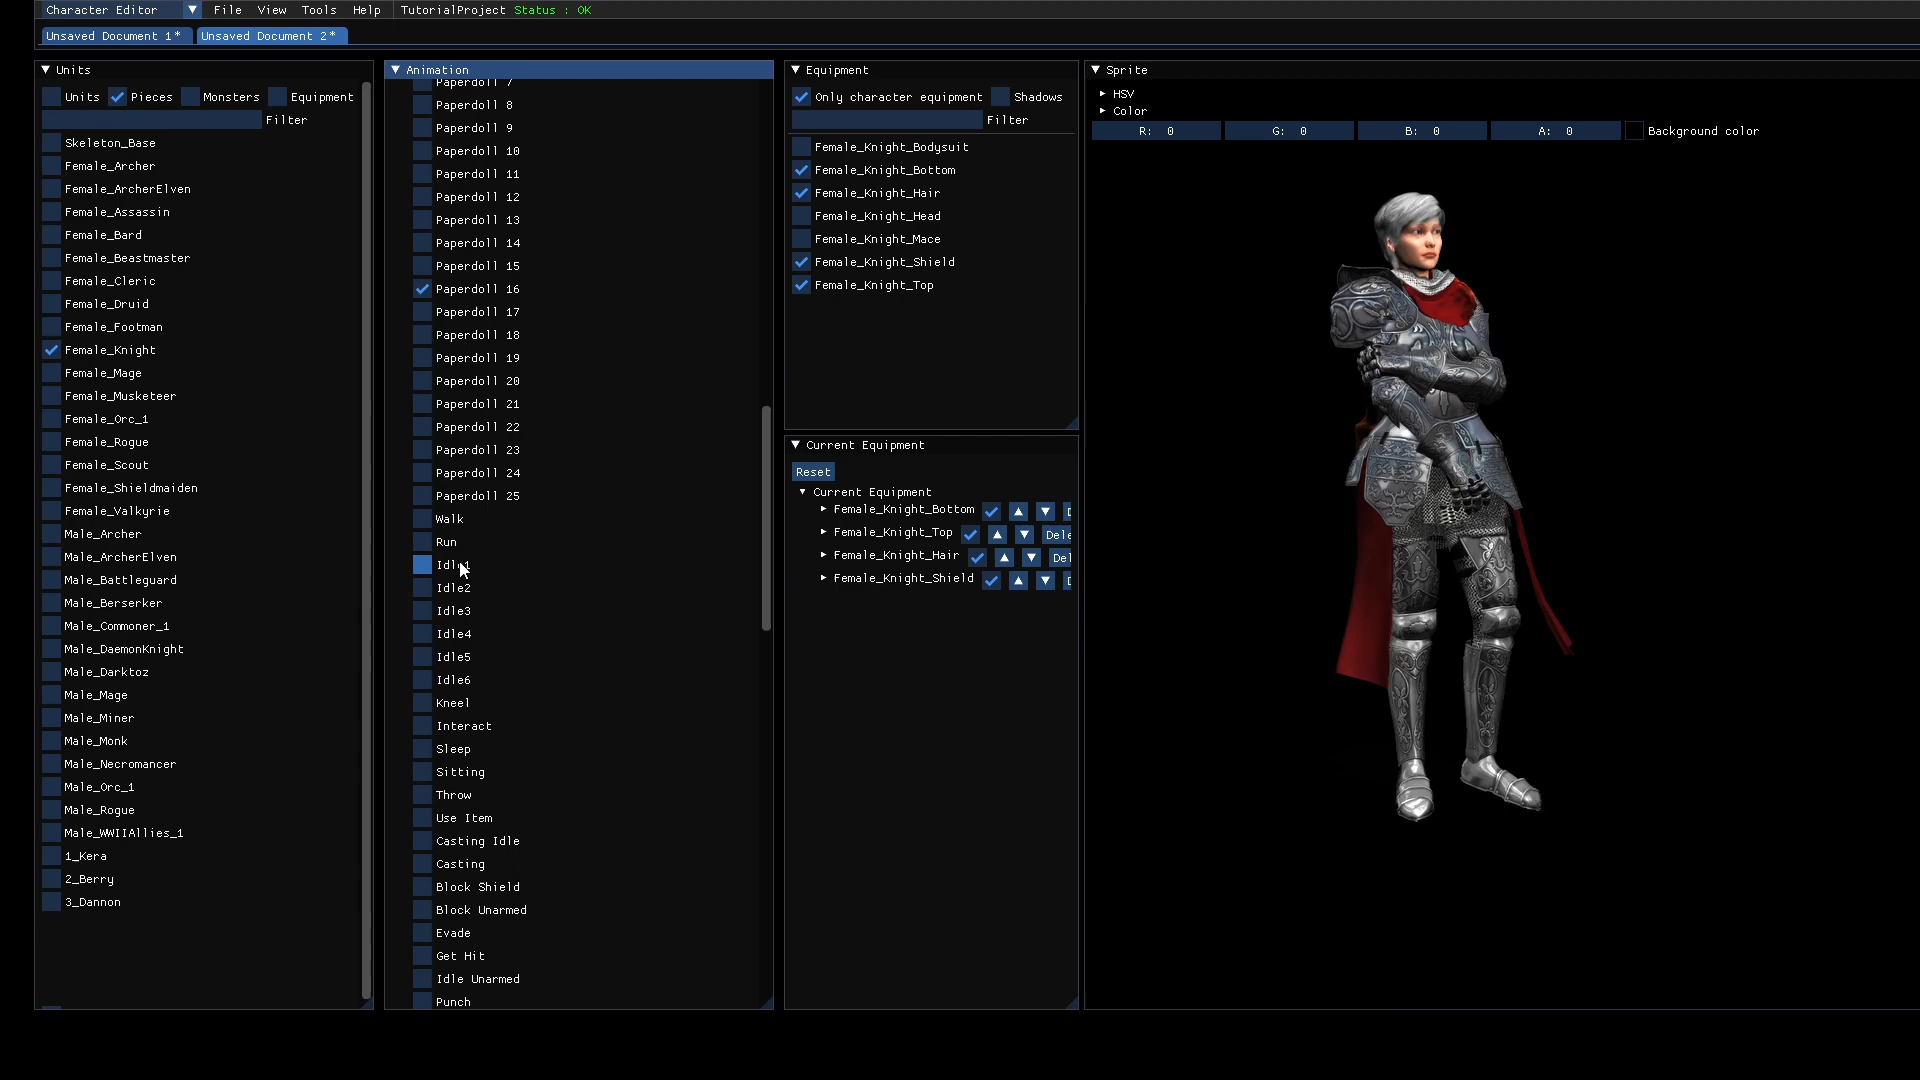 Character Editor File View Tools Help TutorialProject Status : OK
Unsaved Document 1* Unsaved Document 2*
Units
Units Pieces Monsters Equipment
Filter
Skeleton_Base
Female_Archer
Female_ArcherElven
Female_Assassin
Female_Bard
Female_Beastmaster
Female_Cleric
Female_Druid
Female_Footman
Female_Knight
Female_Mage
Female_Musketeer
Female_Orc_1
Female_Rogue
Female_Scout
Female_Shieldmaiden
Female_Valkyrie
Male_Archer
Male_ArcherElven
Male_Battleguard
Male_Berserker
Male_Commoner_1
Male_DaemonKnight
Male_Darktoz
Male_Mage
Male_Miner
Male_Monk
Male_Necromancer
Male_Orc_1
Male_Rogue
Male_WWIIAllies_1
1_Kera
2_Berry
3_Dannon
Animation
Paperdoll 7
Paperdoll 8
Paperdoll 9
Paperdoll 10
Paperdoll 11
Paperdoll 12
Paperdoll 13
Paperdoll 14
Paperdoll 15
Paperdoll 16
Paperdoll 17
Paperdoll 18
Paperdoll 19
Paperdoll 20
Paperdoll 21
Paperdoll 22
Paperdoll 23
Paperdoll 24
Paperdoll 25
Walk
Run
Idle1
Idle2
Idle3
Idle4
Idle5
Idle6
Kneel
Interact
Sleep
Sitting
Throw
Use Item
Casting Idle
Casting
Block Shield
Block Unarmed
Evade
Get Hit
Idle Unarmed
Punch
Equipment
Only character equipment Shadows
Filter
Female_Knight_Bodysuit
Female_Knight_Bottom
Female_Knight_Hair
Female_Knight_Head
Female_Knight_Mace
Female_Knight_Shield
Female_Knight_Top
Current Equipment
Reset
Current Equipment
Female_Knight_Bottom D
Female_Knight_Top Dele
Female_Knight_Hair Del
Female_Knight_Shield D
Sprite
HSV
Color
R: 0 G: 0 B: 0 A: 0 Background color